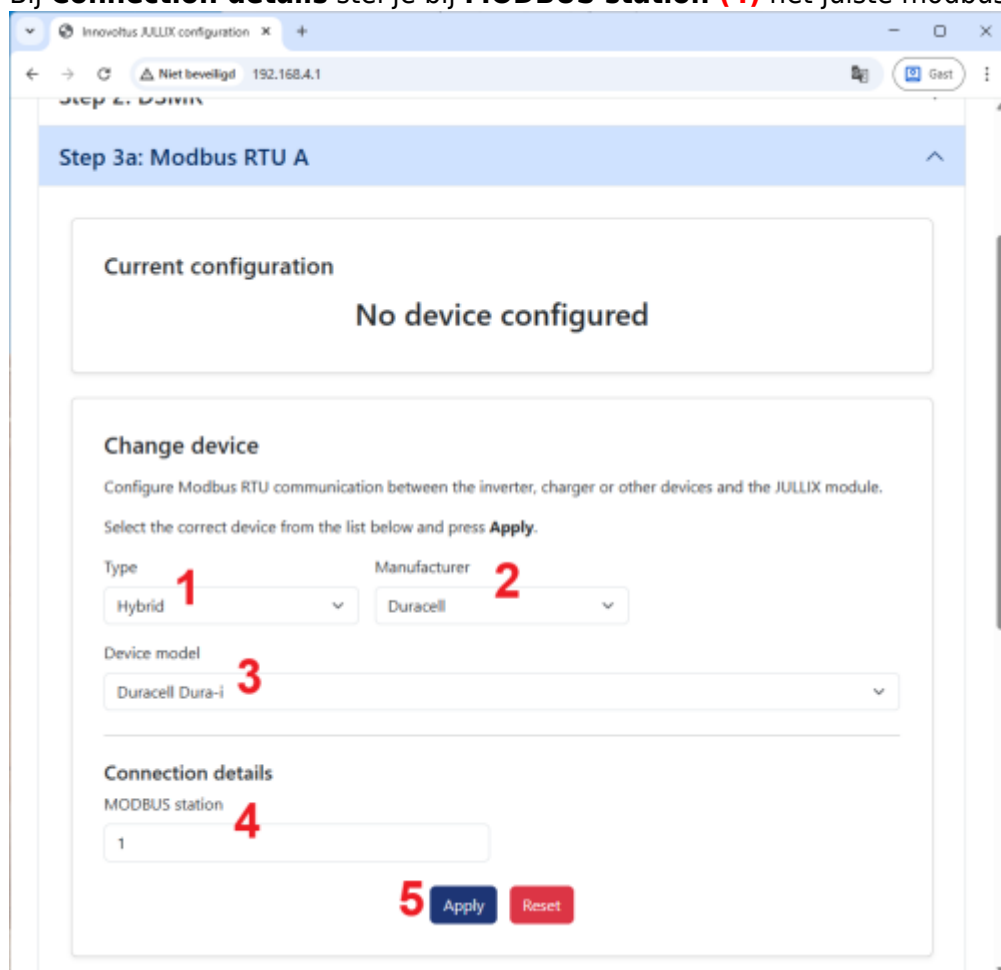 Bij Connection details stel je bij MODBUS station (4) het juiste modbus
Innovoltus JULLIX configuration
Niet beveiligd 192.168.4.1 Gast
Step 2: DSMR
Step 3a: Modbus RTU A
Current configuration
No device configured
Change device
Configure Modbus RTU communication between the inverter, charger or other devices and the JULLIX module.
Select the correct device from the list below and press Apply.
Type 1 Manufacturer 2
Hybrid Duracell
Device model
Duracell Dura-i 3
Connection details
MODBUS station 4
1
5 Apply Reset